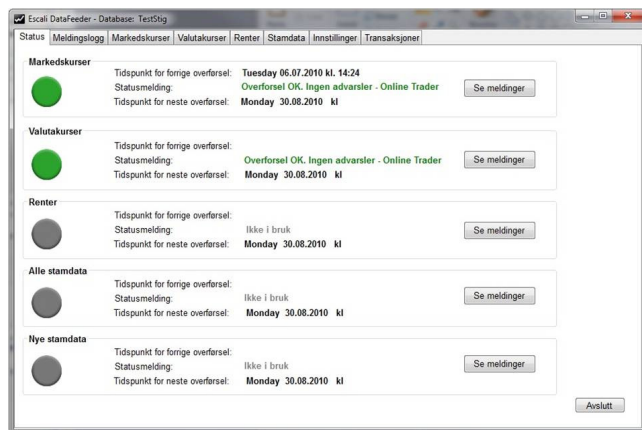 Escali DataFeeder - Database: TestStig
Status Meldingslogg Markedskurser Valutakurser Renter Stamdata Innstillinger Transaksjoner
Markedskurser
Tidspunkt for forrige overførsel: Tuesday 06.07.2010 kl. 14:24
Statusmelding: Overforsel OK. Ingen advarsler - Online Trader
Se meldinger
Tidspunkt for neste overførsel: Monday 30.08.2010 kl
Valutakurser
Tidspunkt for forrige overførsel:
Statusmelding: Overforsel OK. Ingen advarsler - Online Trader
Se meldinger
Tidspunkt for neste overførsel: Monday 30.08.2010 kl
Renter
Tidspunkt for forrige overførsel:
Statusmelding: Ikke i bruk
Se meldinger
Tidspunkt for neste overførsel: Monday 30.08.2010 kl
Alle stamdata
Tidspunkt for forrige overførsel:
Statusmelding: Ikke i bruk
Se meldinger
Tidspunkt for neste overførsel: Monday 30.08.2010 kl
Nye stamdata
Tidspunkt for forrige overførsel:
Statusmelding: Ikke i bruk
Se meldinger
Tidspunkt for neste overførsel: Monday 30.08.2010 kl
Avslutt